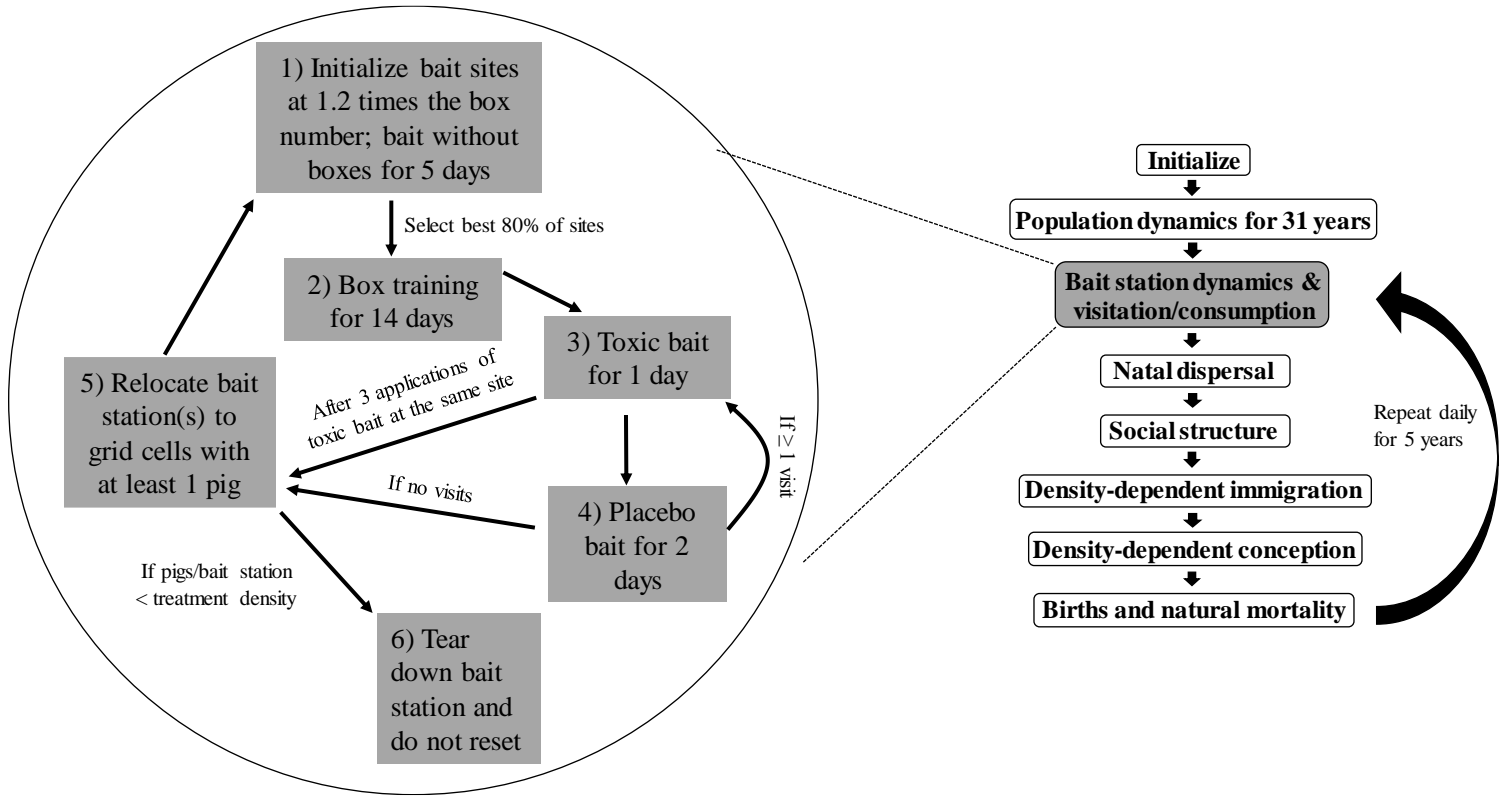 1) Initialize bait sites
at 1.2 times the box
number; bait without
boxes for 5 days
Select best 80% of sites
2) Box training
for 14 days
3) Toxic bait
for 1 day
After 3 applications of
toxic bait at the same site
If ≥ 1 visit
4) Placebo
bait for 2
days
If no visits
5) Relocate bait
station(s) to
grid cells with
at least 1 pig
If pigs/bait station
< treatment density
6) Tear
down bait
station and
do not reset
Initialize
Population dynamics for 31 years
Bait station dynamics &
visitation/consumption
Natal dispersal
Social structure
Density-dependent immigration
Density-dependent conception
Births and natural mortality
Repeat daily
for 5 years